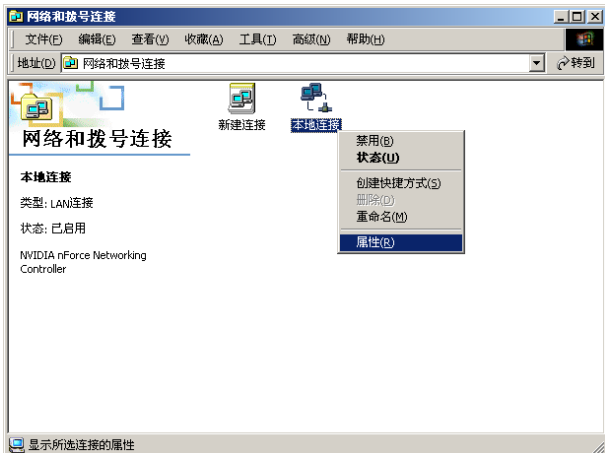 网络和拨号连接
文件(F) 编辑(E) 查看(V) 收藏(A) 工具(T) 高级(N) 帮助(H)
地址(D) 网络和拨号连接 转到
网络和拨号连接
新建连接 本地连接
禁用(B)
状态(U)
创建快捷方式(S)
删除(D)
重命名(M)
属性(R)
本地连接
类型: LAN连接
状态: 已启用
NVIDIA nForce Networking
Controller
显示所选连接的属性